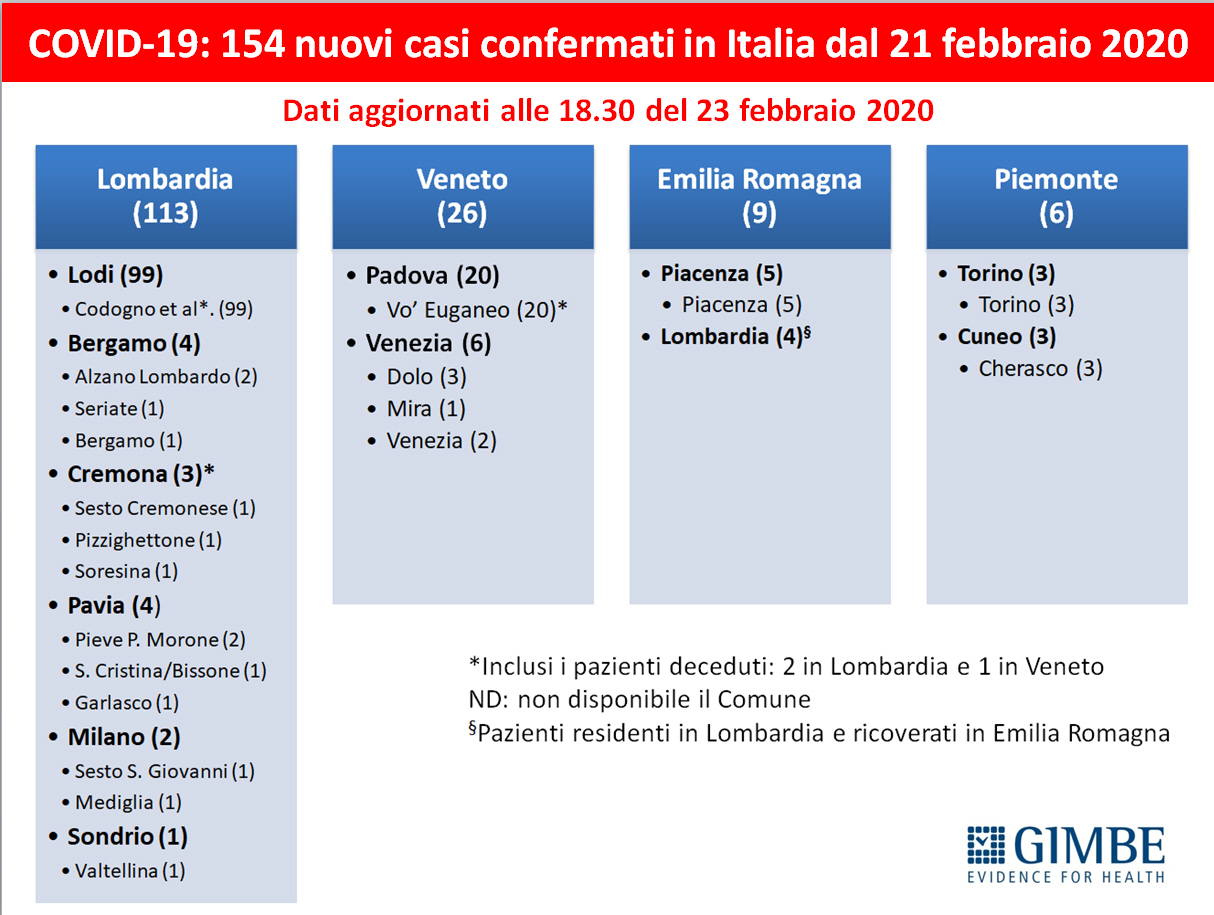 COVID-19: 154 nuovi casi confermati in Italia dal 21 febbraio 2020
Dati aggiornati alle 18.30 del 23 febbraio 2020
Lombardia
(113)
• Lodi (99)
• Codogno et al*. (99)
• Bergamo (4)
• Alzano Lombardo (2)
• Seriate (1)
• Bergamo (1)
• Cremona (3)*
• Sesto Cremonese (1)
• Pizzighettone (1)
• Soresina (1)
• Pavia (4)
• Pieve P. Morone (2)
• S. Cristina/Bissone (1)
• Garlasco (1)
• Milano (2)
• Sesto S. Giovanni (1)
• Mediglia (1)
• Sondrio (1)
• Valtellina (1)
Veneto
(26)
• Padova (20)
• Vo’ Euganeo (20)*
• Venezia (6)
• Dolo (3)
• Mira (1)
• Venezia (2)
Emilia Romagna
(9)
• Piacenza (5)
• Piacenza (5)
• Lombardia (4)§
Piemonte
(6)
• Torino (3)
• Torino (3)
• Cuneo (3)
• Cherasco (3)
*Inclusi i pazienti deceduti: 2 in Lombardia e 1 in Veneto
ND: non disponibile il Comune
§Pazienti residenti in Lombardia e ricoverati in Emilia Romagna
GIMBE
EVIDENCE FOR HEALTH